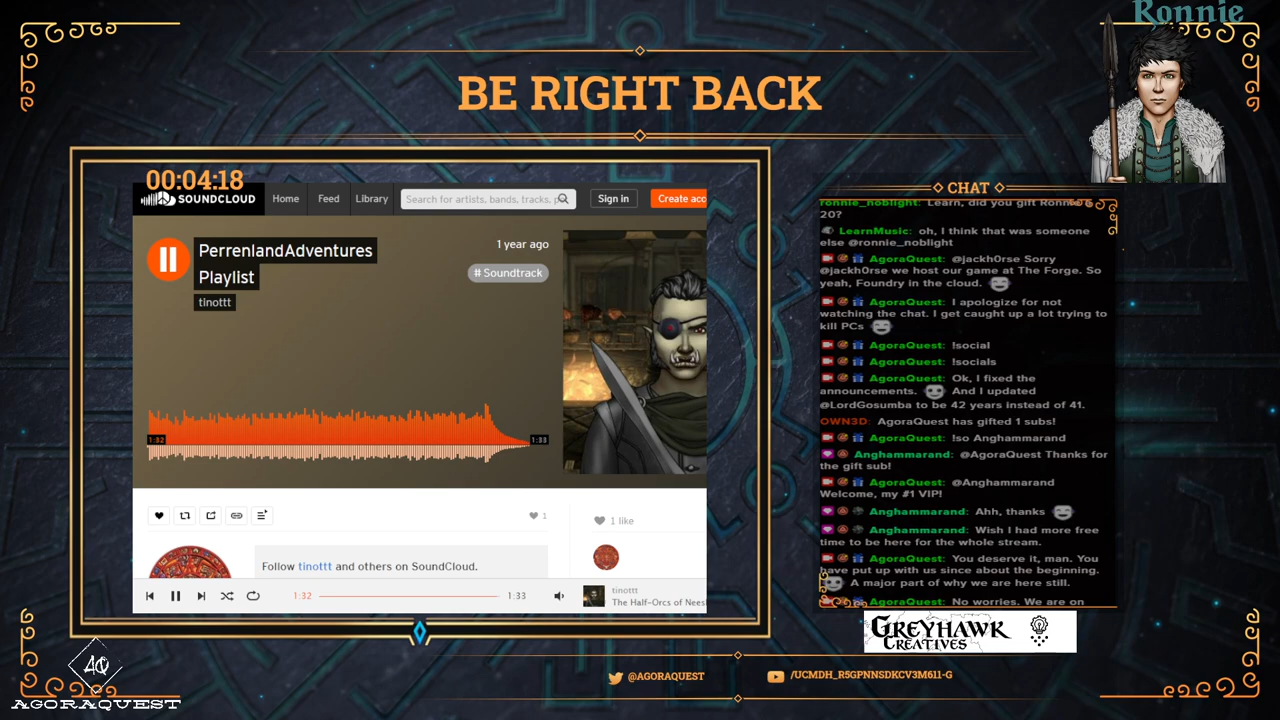 Ronnie
BE RIGHT BACK
00:04:18
SOUNDCLOUD
Home
Feed
Library
Search for artists, bands, tracks, p
Sign in
Create acc
PerrenlandAdventures
Playlist
tinottt
1 year ago
# Soundtrack
1:32
1:33
1
1 like
Follow tinottt and others on SoundCloud.
1:32
1:33
tinottt
The Half-Orcs of Nees
CHAT
ronnie_noblight: Learn, did you gift Ronnie's
20?
LearnMusic: oh, I think that was someone
else @ronnie_noblight
AgoraQuest: @jackh0rse Sorry
@jackh0rse we host our game at The Forge. So
yeah, Foundry in the cloud.
AgoraQuest: I apologize for not
watching the chat. I get caught up a lot trying to
kill PCs
AgoraQuest: !social
AgoraQuest: !socials
AgoraQuest: Ok, I fixed the
announcements. And I updated
@LordGosumba to be 42 years instead of 41.
OWN3D: AgoraQuest has gifted 1 subs!
AgoraQuest: !so Anghammarand
Anghammarand: @AgoraQuest Thanks for
the gift sub!
AgoraQuest: @Anghammarand
Welcome, my #1 VIP!
Anghammarand: Ahh, thanks
Anghammarand: Wish I had more free
time to be here for the whole stream.
AgoraQuest: You deserve it, man. You
have put up with us since about the beginning.
A major part of why we are here still.
AgoraQuest: No worries. We are on
GREYHAWK
CREATIVES
@AGORAQUEST
/UCMDH_R5GPNNSDKCV3M611-G
AQ
AGORAQUEST